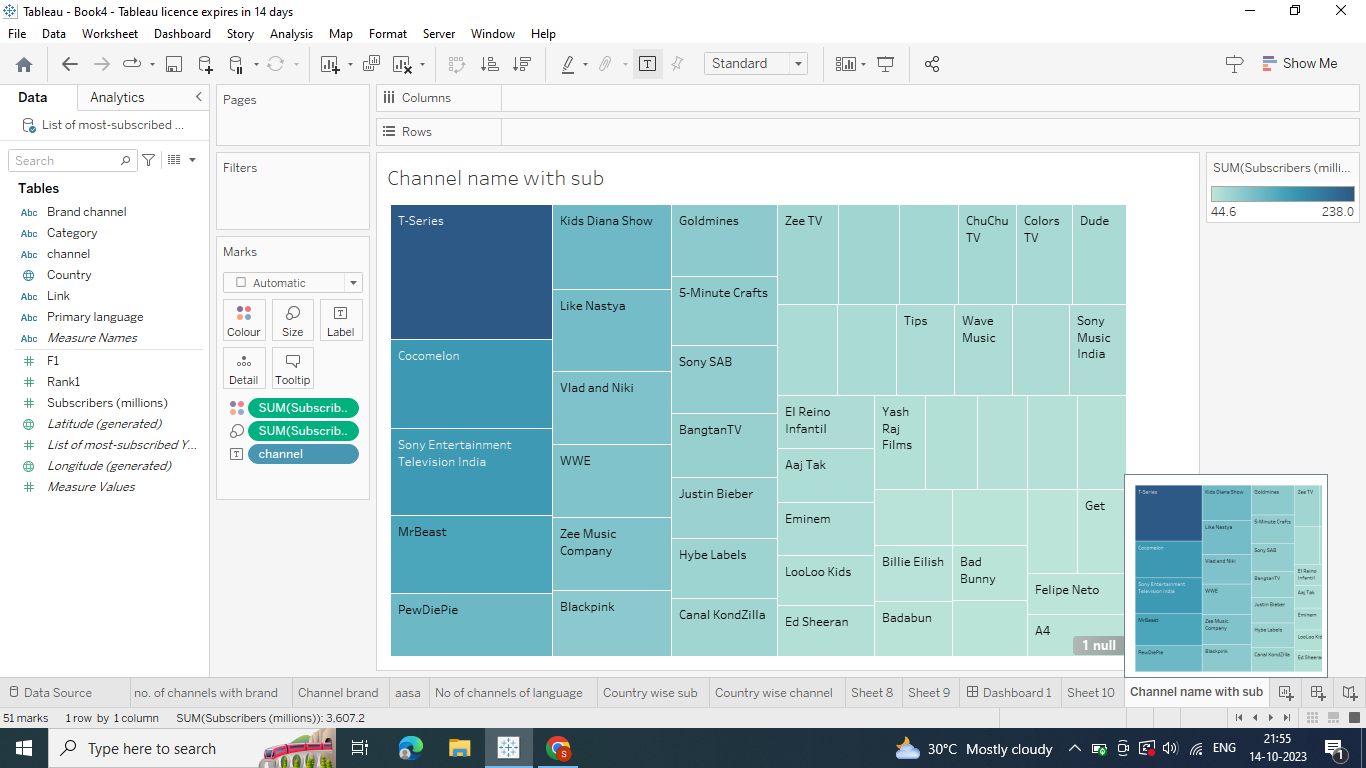 Tableau - Book4 - Tableau licence expires in 14 days
File Data Worksheet Dashboard Story Analysis Map Format Server Window Help
Standard
Show Me
Data Analytics
List of most-subscribed ...
Search
Tables
Abc Brand channel
Abc Category
Abc channel
Country
Abc Link
Abc Primary language
Abc Measure Names
# F1
# Rank1
# Subscribers (millions)
Latitude (generated)
# List of most-subscribed Y...
Longitude (generated)
# Measure Values
Pages
Filters
Marks
Automatic
Colour Size Label
Detail Tooltip
SUM(Subscrib..
SUM(Subscrib..
channel
Columns
Rows
Channel name with sub
T-Series
Cocomelon
Sony Entertainment
Television India
MrBeast
PewDiePie
Kids Diana Show
Like Nastya
Vlad and Niki
WWE
Zee Music
Company
Blackpink
Goldmines
5-Minute Crafts
Sony SAB
BangtanTV
Justin Bieber
Hybe Labels
Canal KondZilla
Zee TV
ChuChu
TV
Colors
TV
Dude
Tips
Wave
Music
Sony
Music
India
El Reino
Infantil
Aaj Tak
Eminem
LooLoo Kids
Ed Sheeran
Yash
Raj
Films
Billie Eilish
Badabun
Bad
Bunny
Get
Felipe Neto
A4
1 null
SUM(Subscribers (milli...
44.6 238.0
T-Series
Cocomelon
Sony Entertainment
Television India
MrBeast
PewDiePie
Kids Diana Show
Like Nastya
Vlad and Niki
WWE
Zee Music
Company
Blackpink
Goldmines
5-Minute Crafts
Sony SAB
BangtanTV
Justin Bieber
Hybe Labels
Canal KondZilla
Zee TV
El Reino
Infantil
Aaj Tak
Eminem
LooLoo Kid
Ed Sheeran
Data Source no. of channels with brand Channel brand aasa No of channels of language Country wise sub Country wise channel Sheet 8 Sheet 9 Dashboard 1 Sheet 10 Channel name with sub
51 marks 1 row by 1 column SUM(Subscribers (millions)): 3,607.2
Type here to search
S
30°C Mostly cloudy
ENG
21:55
14-10-2023
1